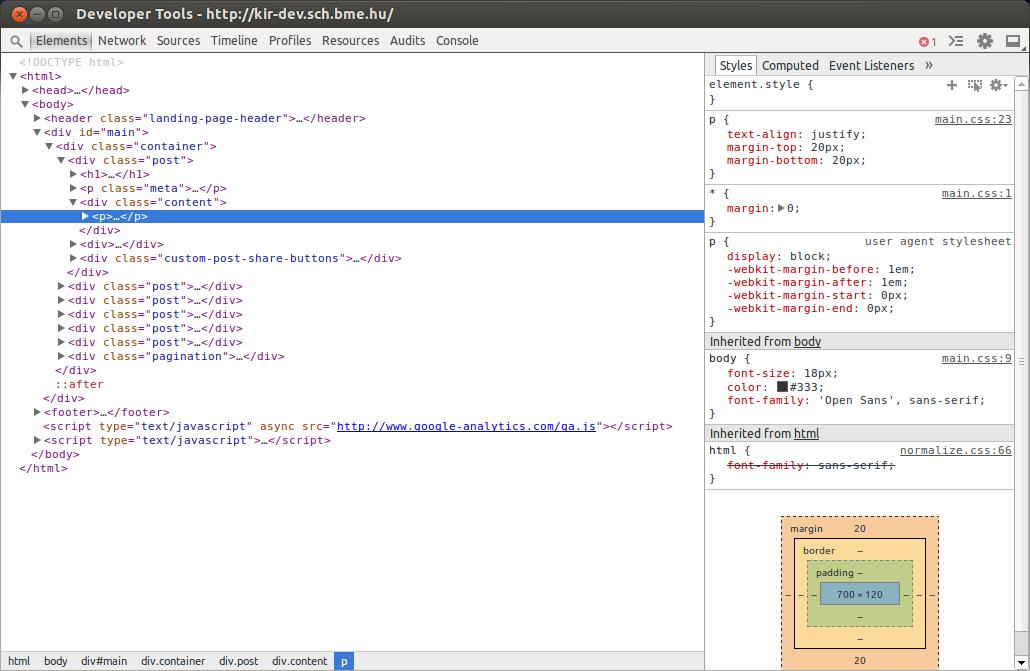 Developer Tools - http://kir-dev.sch.bme.hu/
Elements Network Sources Timeline Profiles Resources Audits Console 1
<!DOCTYPE html>
<html>
<head>…</head>
<body>
<header class="landing-page-header">…</header>
<div id="main">
<div class="container">
<div class="post">
<h1>…</h1>
<p class="meta">…</p>
<div class="content">
<p>…</p>
</div>
<div>…</div>
<div class="custom-post-share-buttons">…</div>
</div>
<div class="post">…</div>
<div class="post">…</div>
<div class="post">…</div>
<div class="post">…</div>
<div class="post">…</div>
<div class="pagination">…</div>
</div>
::after
</div>
<footer>…</footer>
<script type="text/javascript" async src="http://www.google-analytics.com/ga.js"></script>
<script type="text/javascript">…</script>
</body>
</html>
html body div#main div.container div.post div.content p
Styles Computed Event Listeners »
element.style {
}
p { main.css:23
text-align: justify;
margin-top: 20px;
margin-bottom: 20px;
}
* { main.css:1
margin: 0;
}
p { user agent stylesheet
display: block;
-webkit-margin-before: 1em;
-webkit-margin-after: 1em;
-webkit-margin-start: 0px;
-webkit-margin-end: 0px;
}
Inherited from body
body { main.css:9
font-size: 18px;
color: #333;
font-family: 'Open Sans', sans-serif;
}
Inherited from html
html { normalize.css:66
font-family: sans-serif;
}
margin 20
border –
padding –
– – – 700 × 120 – – –
–
–
20